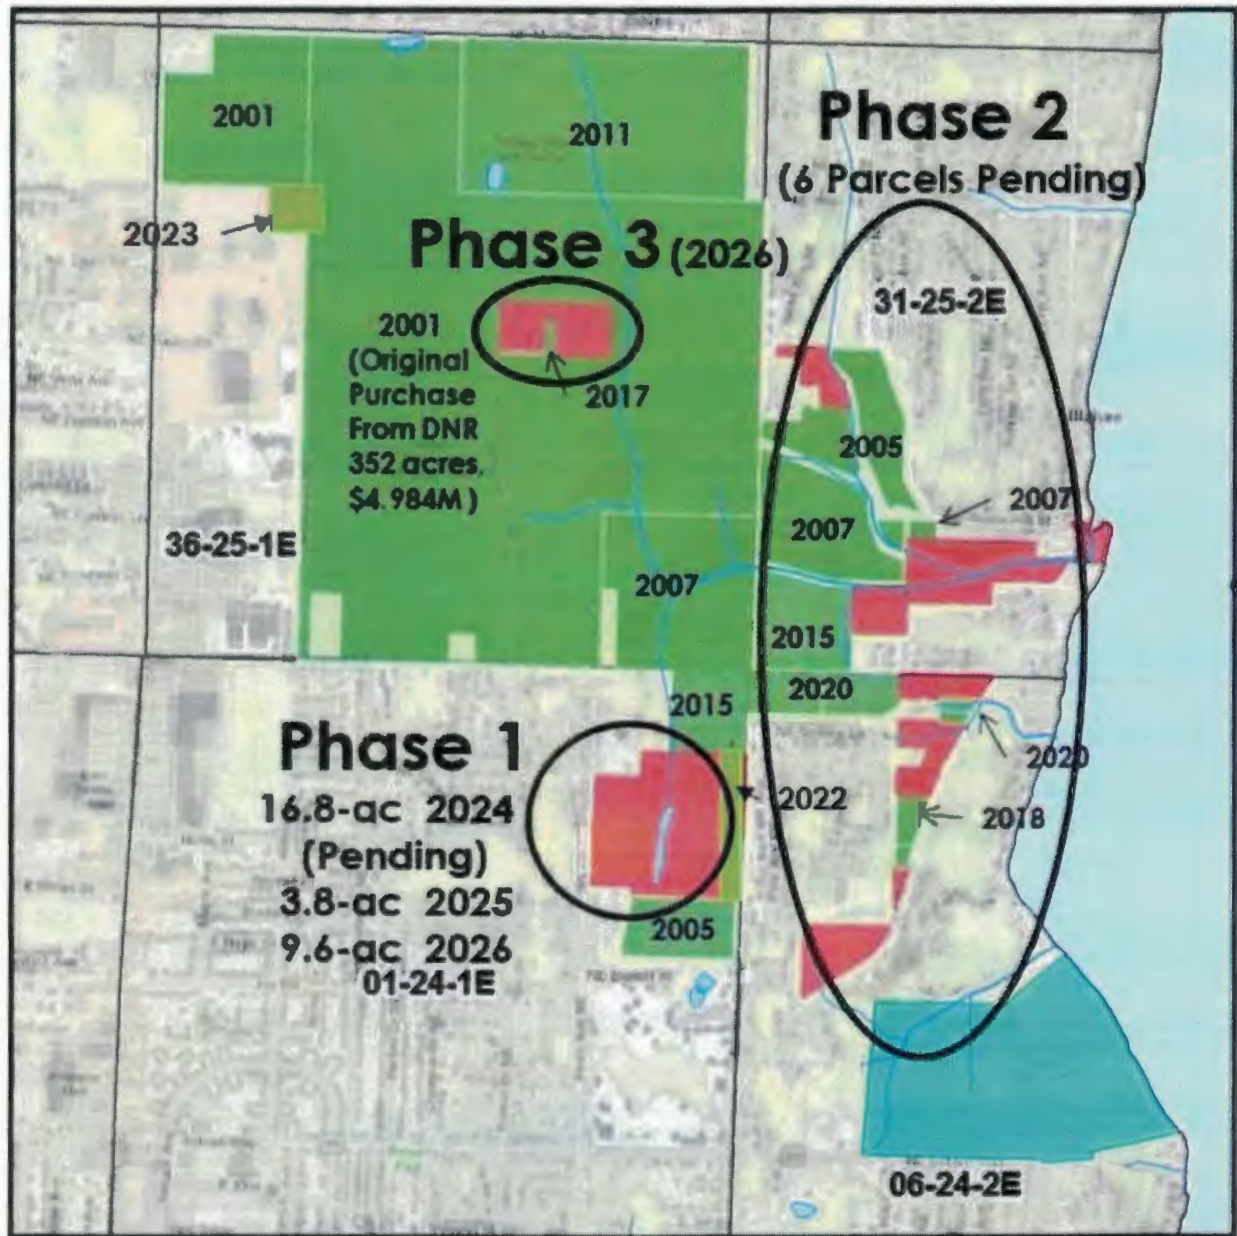 2001
2011
Phase 2
(6 Parcels Pending)
2023
Phase 3 (2026)
31-25-2E
2001
(Original
Purchase
From DNR
352 acres,
$4.984M)
2017
2005
2007
2007
36-25-1E
2007
2015
2020
2015
2020
Phase 1
16.8-ac 2024
(Pending)
3.8-ac 2025
9.6-ac 2026
01-24-1E
2022
2018
2005
06-24-2E